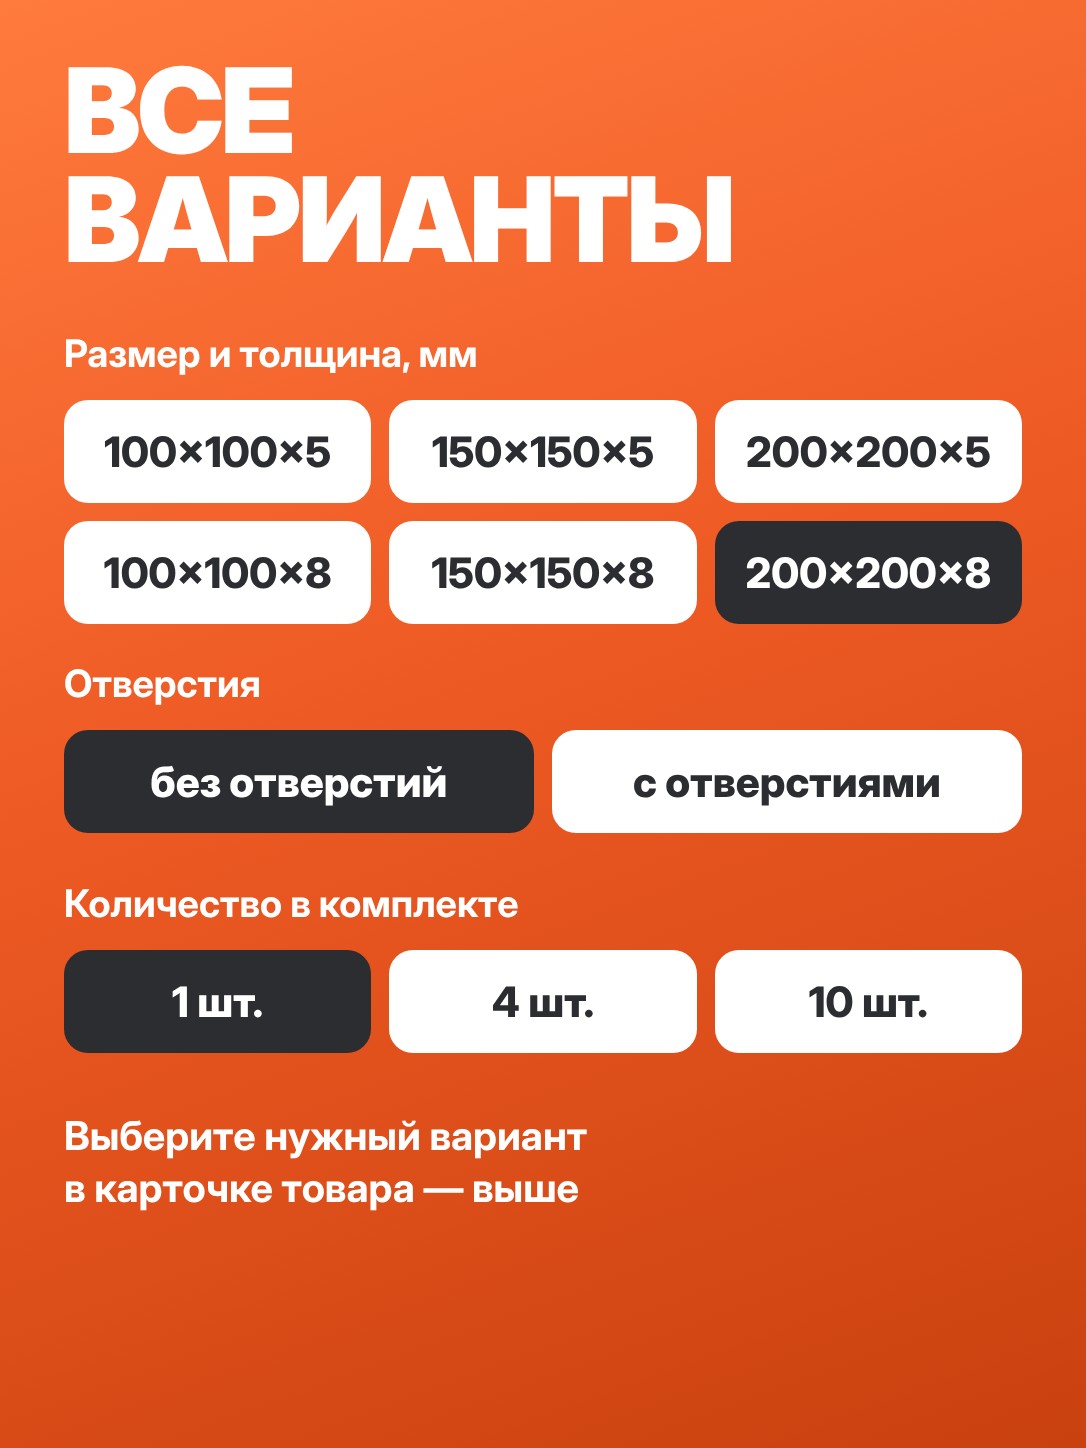 ВСЕ
ВАРИАНТЫ
Размер и толщина, мм
100×100×5
150×150×5
200×200×5
100×100×8
150×150×8
200×200×8
Отверстия
без отверстий
с отверстиями
Количество в комплекте
1 шт.
4 шт.
10 шт.
Выберите нужный вариант
в карточке товара — выше